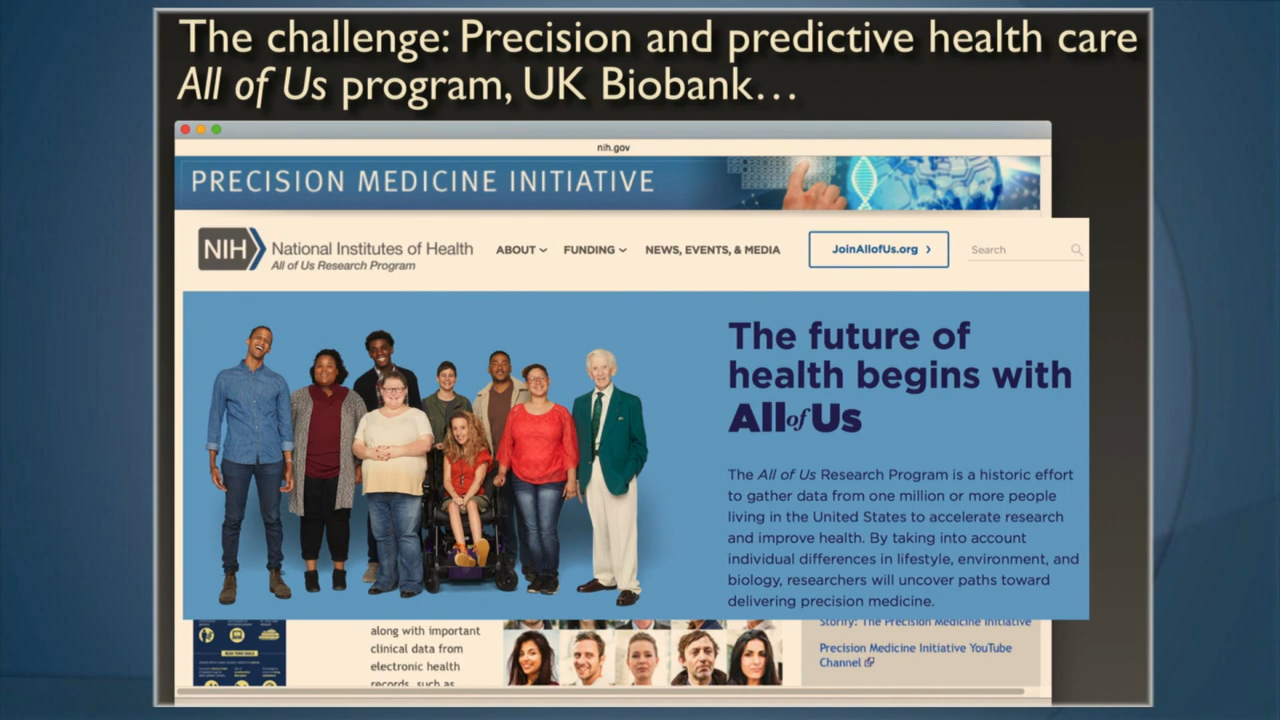 The challenge: Precision and predictive health care
All of Us program, UK Biobank…
nih.gov
PRECISION MEDICINE INITIATIVE
NIH National Institutes of Health
All of Us Research Program
ABOUT
FUNDING
NEWS, EVENTS, & MEDIA
JoinAllofUs.org
Search
The future of
health begins with
All of Us
The All of Us Research Program is a historic effort
to gather data from one million or more people
living in the United States to accelerate research
and improve health. By taking into account
individual differences in lifestyle, environment, and
biology, researchers will uncover paths toward
delivering precision medicine.
along with important
clinical data from
electronic health
records, such as
Storify: The Precision Medicine Initiative
Precision Medicine Initiative YouTube
Channel